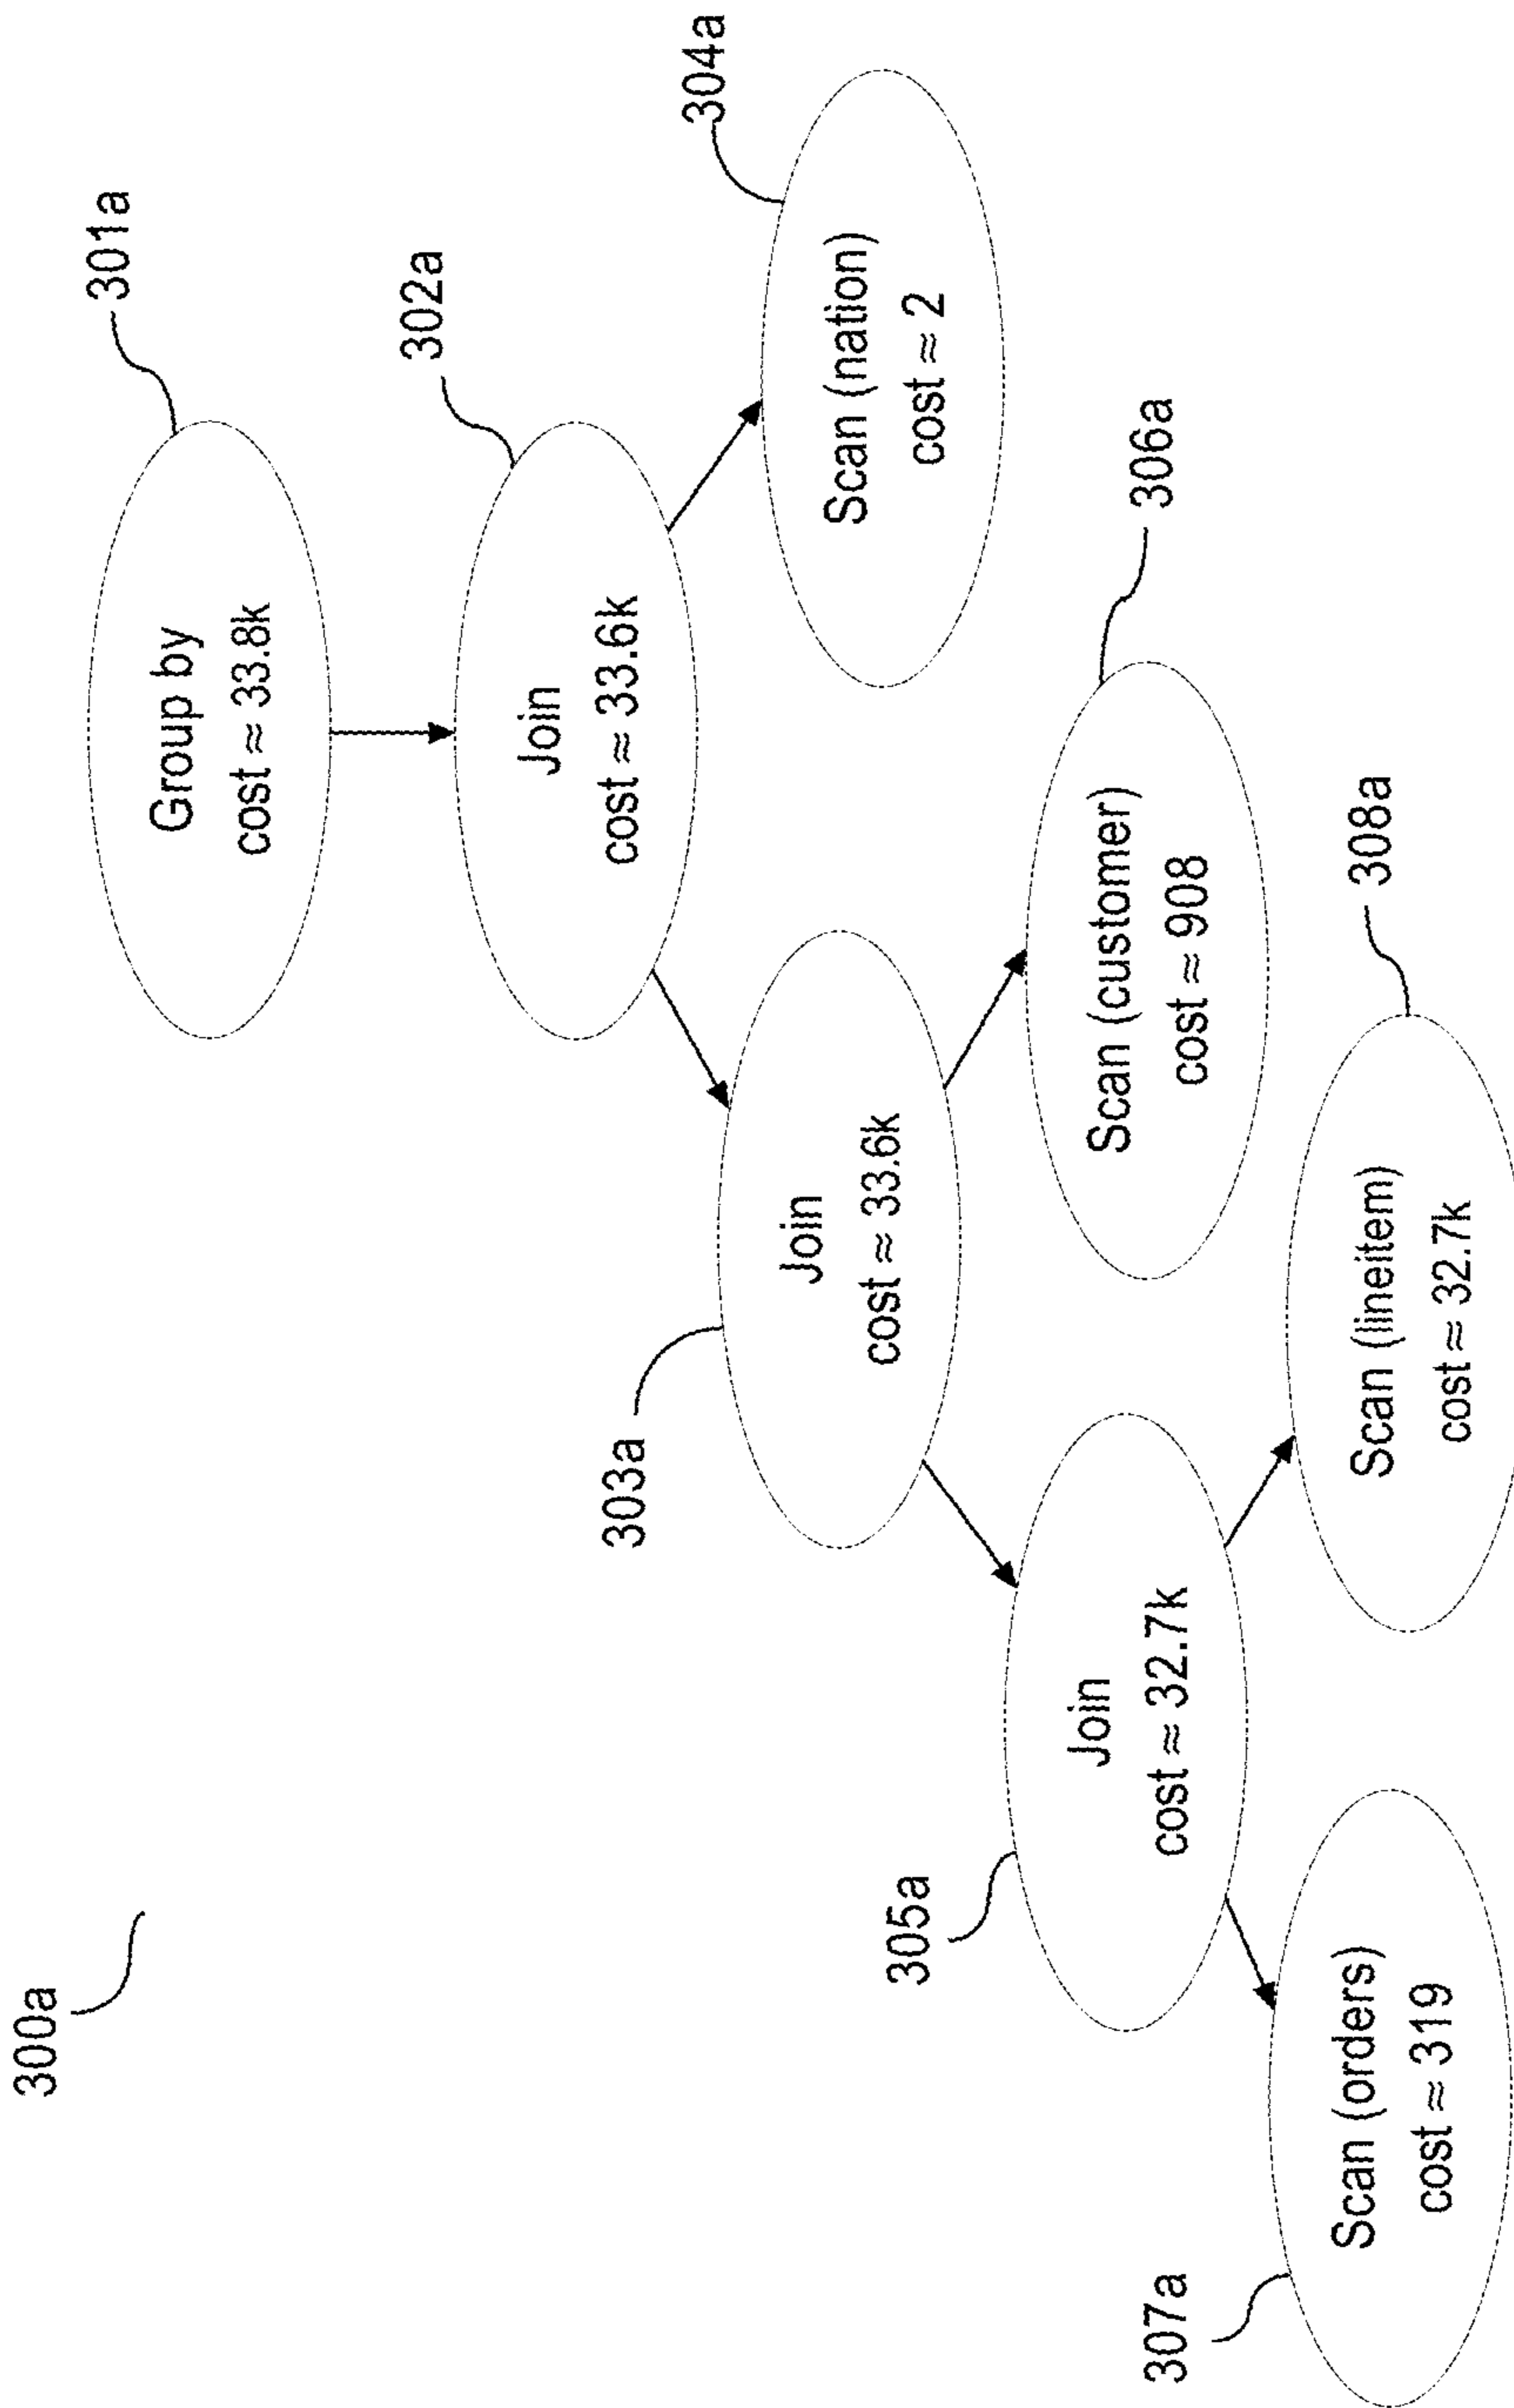 300a
301a
Group by
cost ≈ 33.8k
302a
Join
cost ≈ 33.6k
303a
Join
cost ≈ 33.6k
304a
Scan (nation)
cost ≈ 2
305a
Join
cost ≈ 32.7k
306a
Scan (customer)
cost ≈ 908
307a
Scan (orders)
cost ≈ 319
308a
Scan (lineitem)
cost ≈ 32.7k